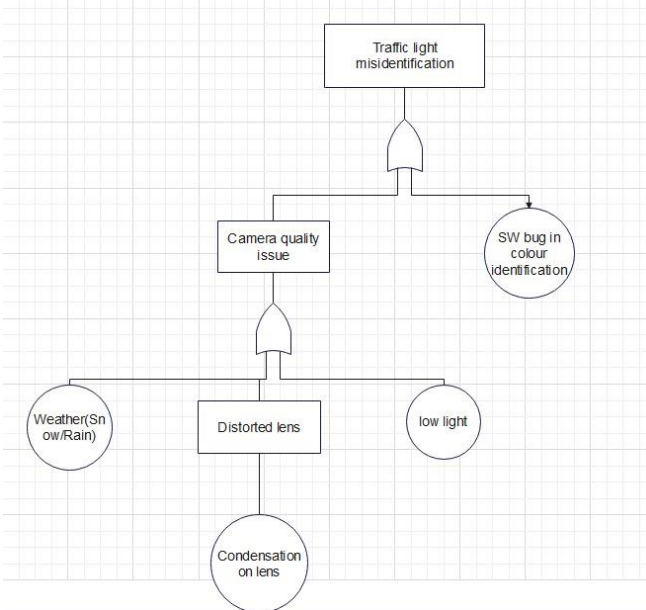 Traffic light
misidentification
Camera quality
issue
SW bug in
colour
identification
Weather(Sn
ow/Rain)
Distorted lens
low light
Condensation
on lens